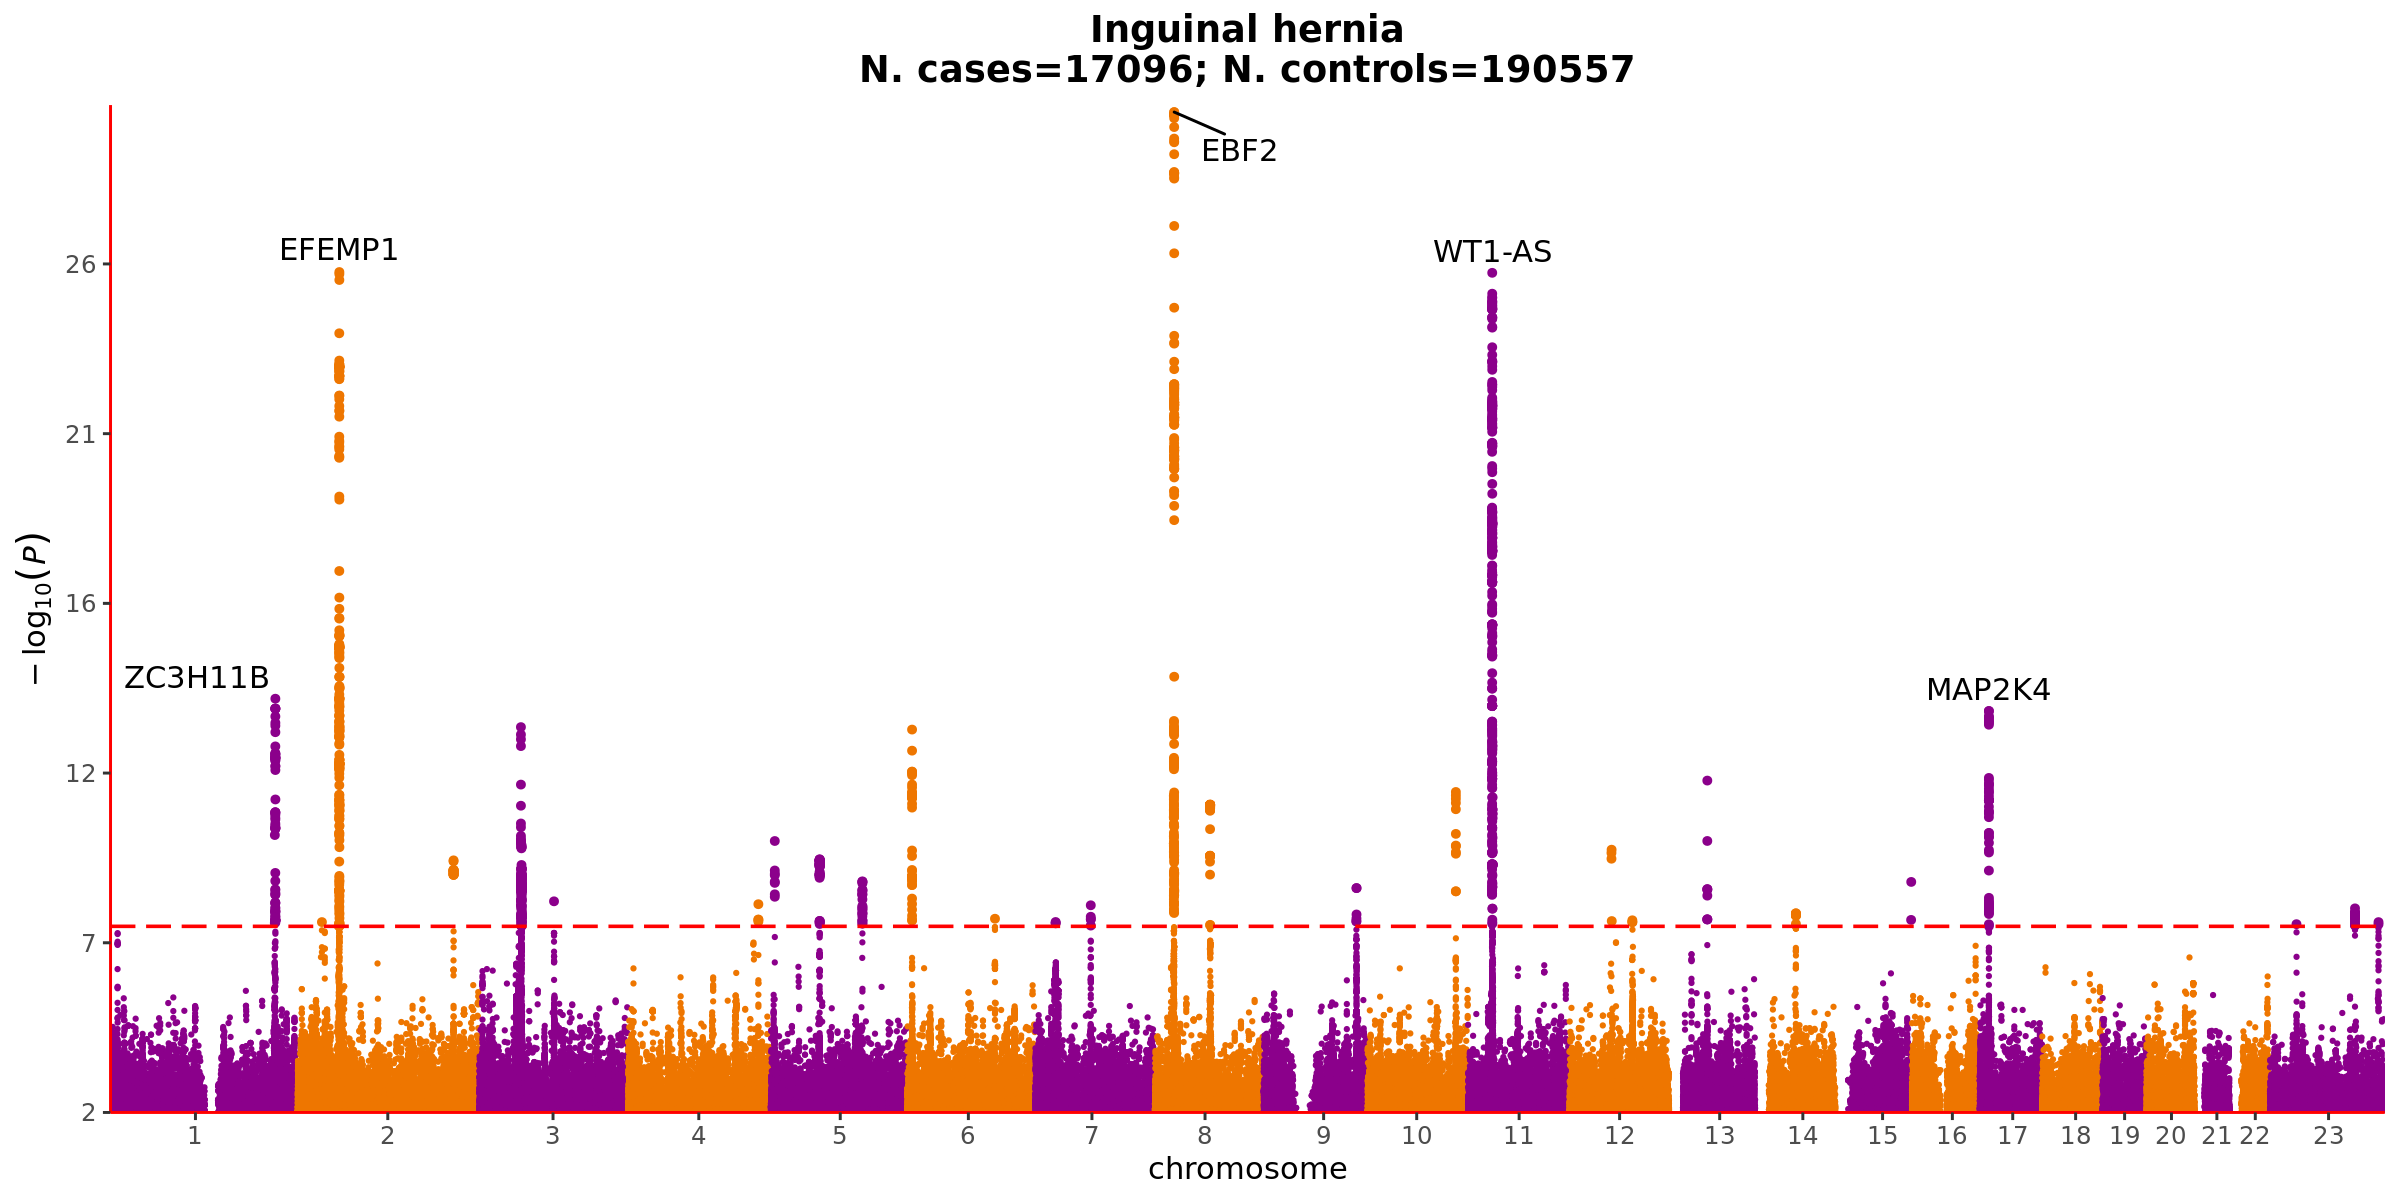 Inguinal hernia
N. cases=17096; N. controls=190557
EBF2
EFEMP1
WT1-AS
26
21
16
ZC3H11B
MAP2K4
12
7
2
−log10(P)
1 2 3 4 5 6 7 8 9 10 11 12 13 14 15 16 17 18 19 20 21 22 23
chromosome